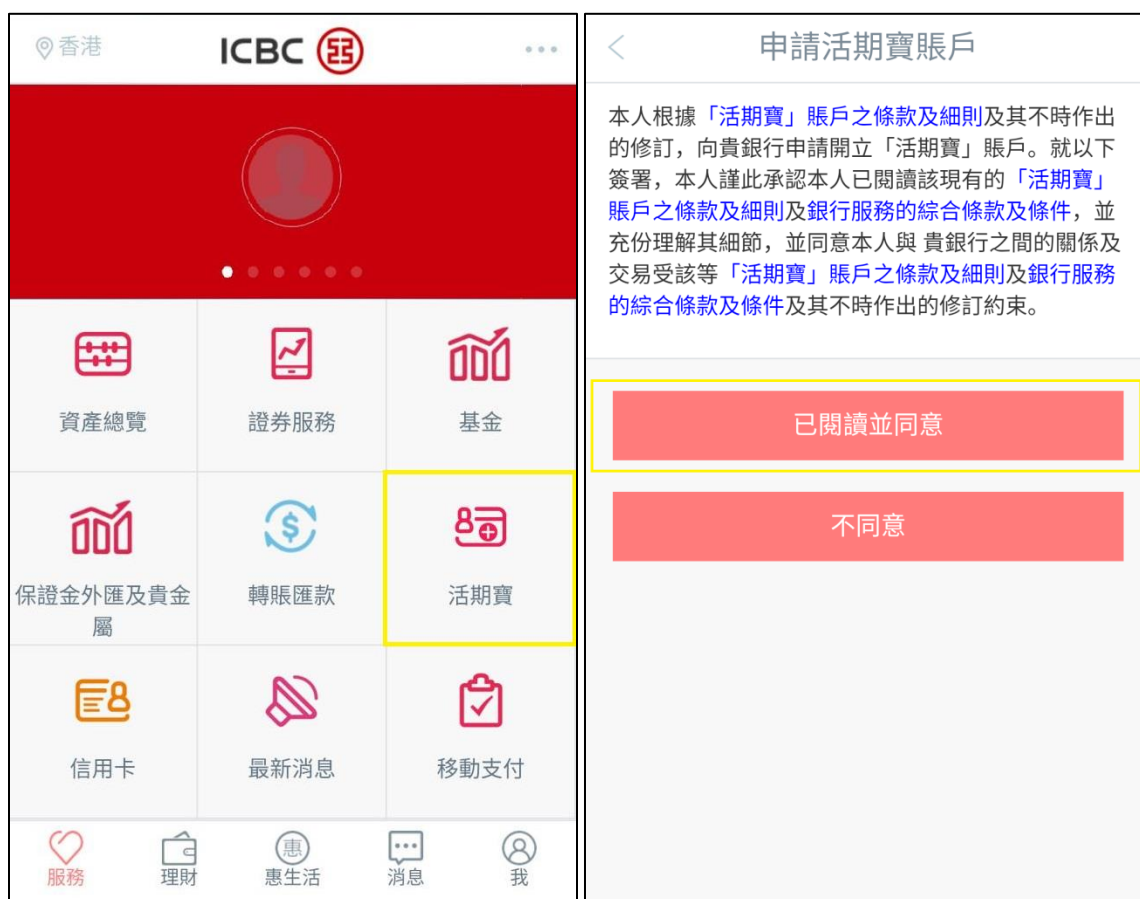 香港
ICBC
資產總覽
證券服務
基金
保證金外匯及貴金
屬
轉賬匯款
活期寶
信用卡
最新消息
移動支付
服務
理財
惠
惠生活
消息
我
申請活期寶賬戶
本人根據「活期寶」賬戶之條款及細則及其不時作出
的修訂，向貴銀行申請開立「活期寶」賬戶。就以下
簽署，本人謹此承認本人已閱讀該現有的「活期寶」
賬戶之條款及細則及銀行服務的綜合條款及條件，並
充份理解其細節，並同意本人與 貴銀行之間的關係及
交易受該等「活期寶」賬戶之條款及細則及銀行服務
的綜合條款及條件及其不時作出的修訂約束。
已閱讀並同意
不同意